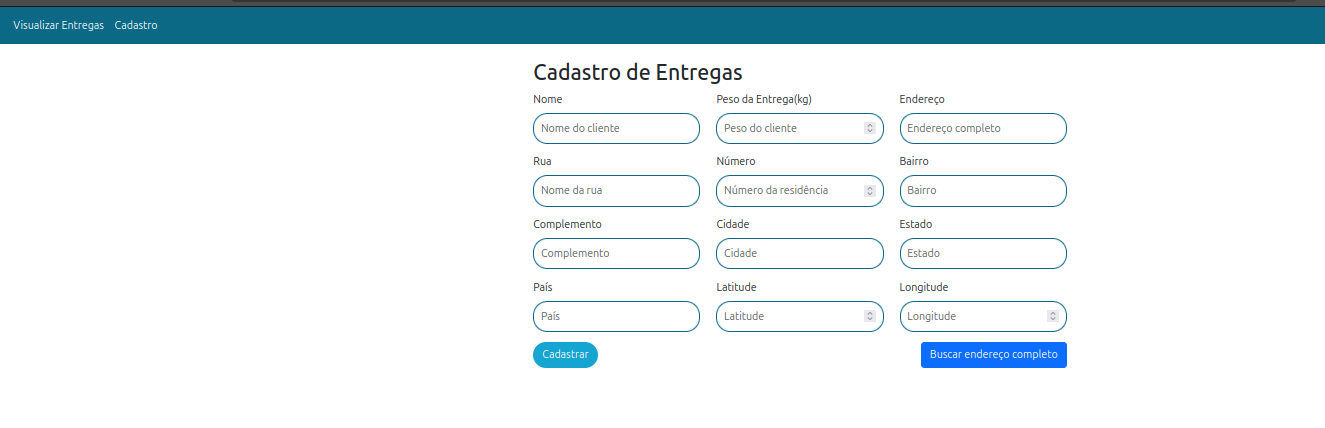 Visualizar Entregas Cadastro
Cadastro de Entregas
Nome Peso da Entrega(kg) Endereço
Nome do cliente Peso do cliente Endereço completo
Rua Número Bairro
Nome da rua Número da residência Bairro
Complemento Cidade Estado
Complemento Cidade Estado
País Latitude Longitude
País Latitude Longitude
Cadastrar Buscar endereço completo